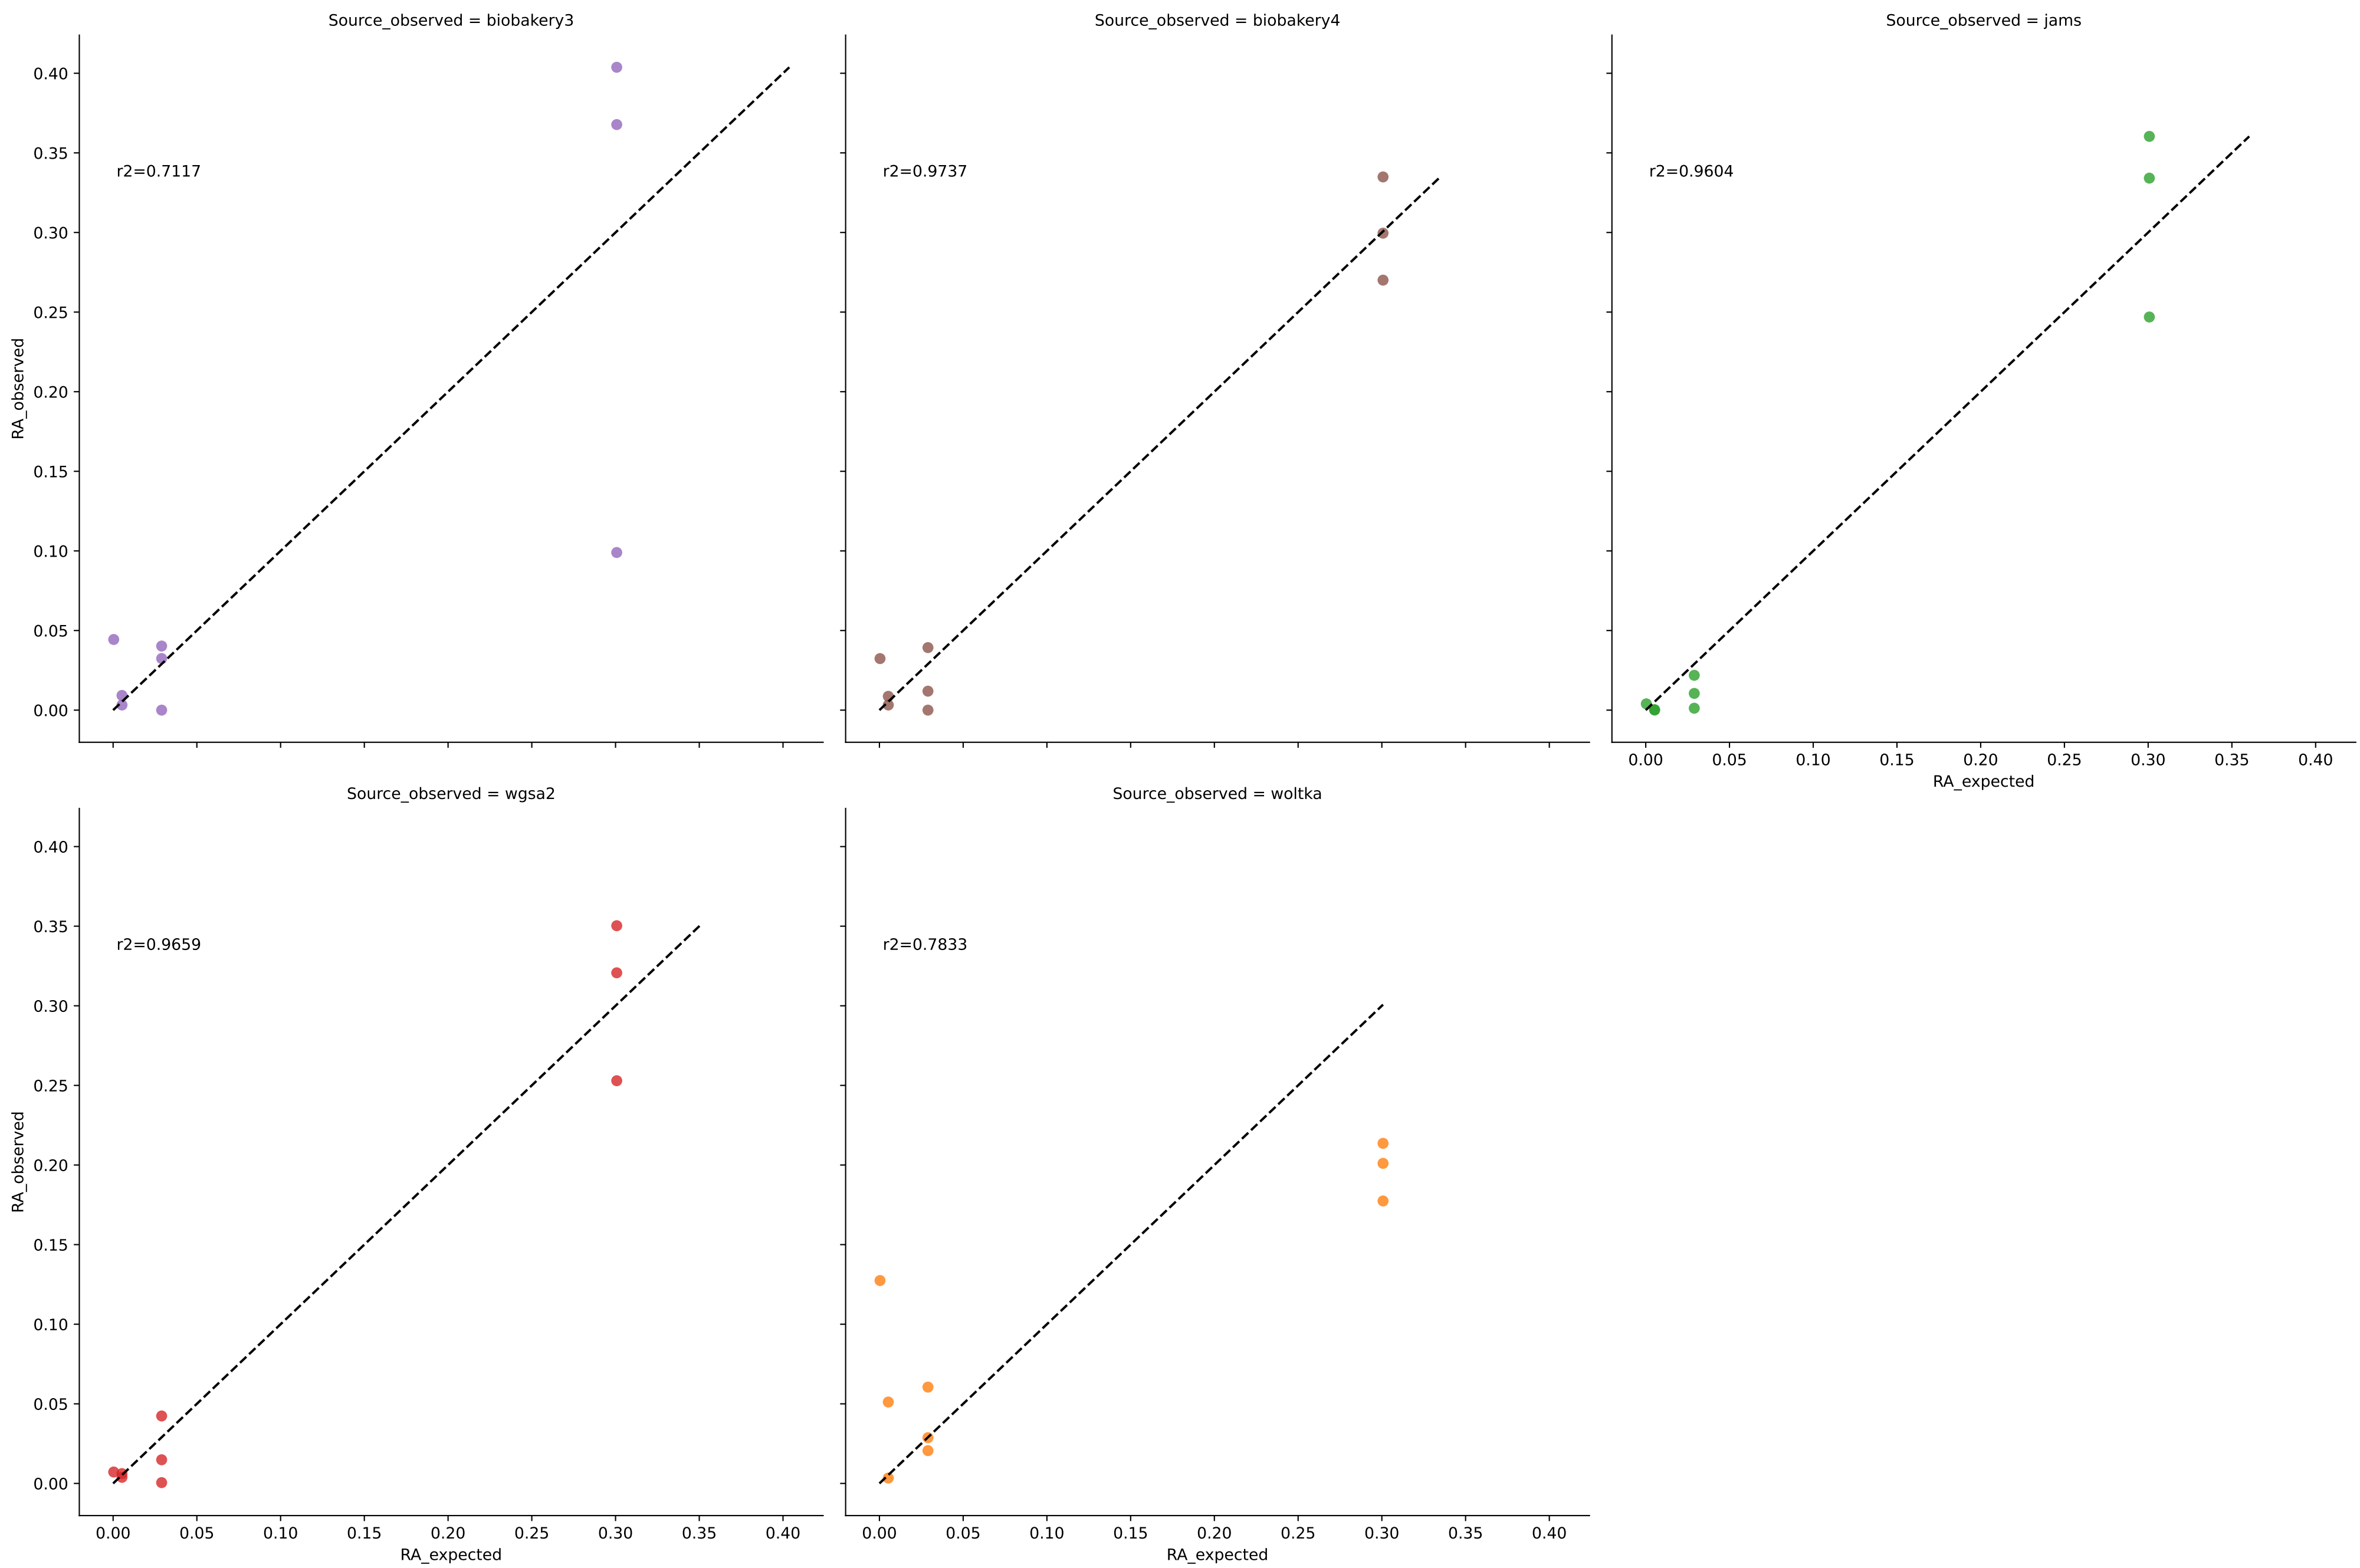 Source_observed = biobakery3
Source_observed = biobakery4
Source_observed = jams
0.40
0.35
0.30
0.25
0.20
0.15
0.10
0.05
0.00
RA_observed
r2=0.7117
r2=0.9737
r2=0.9604
0.00 0.05 0.10 0.15 0.20 0.25 0.30 0.35 0.40
RA_expected
Source_observed = wgsa2
Source_observed = woltka
0.40
0.35
0.30
0.25
0.20
0.15
0.10
0.05
0.00
RA_observed
r2=0.9659
r2=0.7833
0.00 0.05 0.10 0.15 0.20 0.25 0.30 0.35 0.40
0.00 0.05 0.10 0.15 0.20 0.25 0.30 0.35 0.40
RA_expected
RA_expected